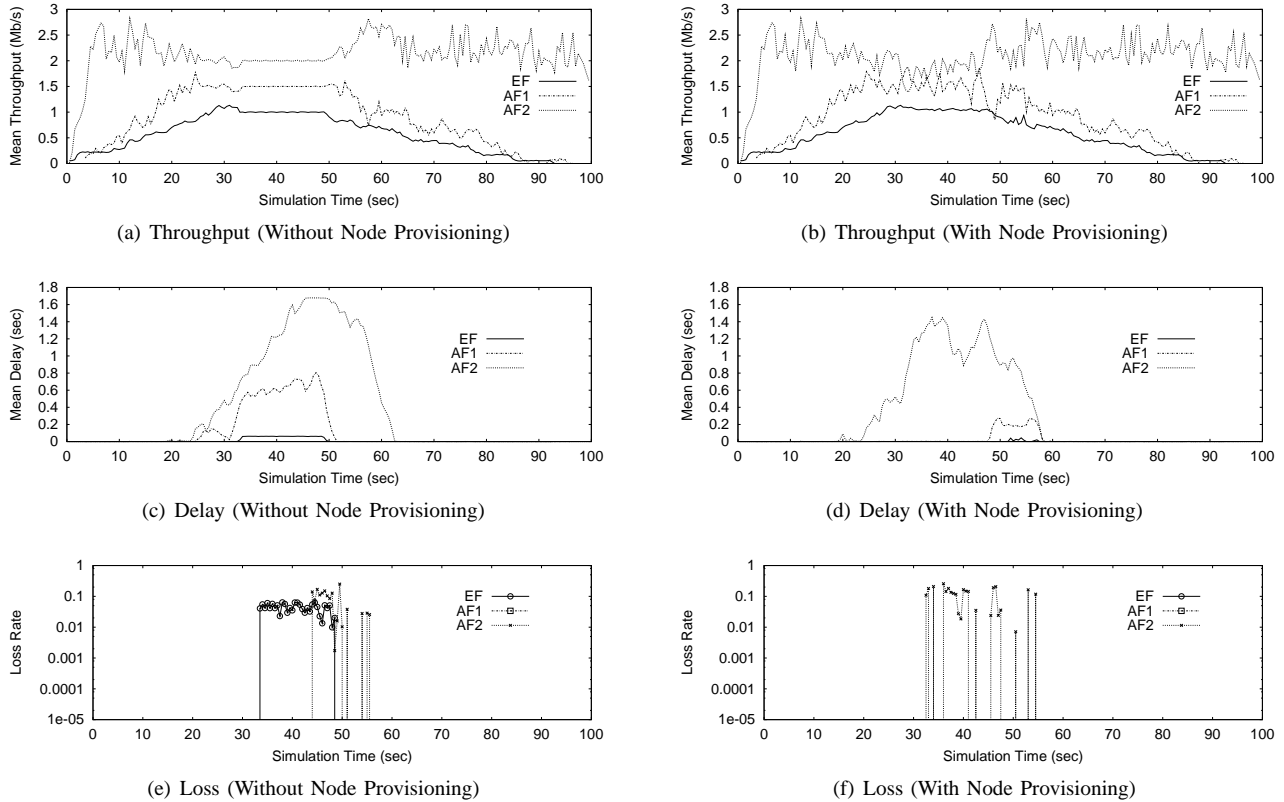 Mean Throughput (Mb/s)
3
2.5
2
1.5
1
0.5
0
EF
AF1
AF2
0 10 20 30 40 50 60 70 80 90 100
Simulation Time (sec)
(a) Throughput (Without Node Provisioning)
Mean Throughput (Mb/s)
3
2.5
2
1.5
1
0.5
0
EF
AF1
AF2
0 10 20 30 40 50 60 70 80 90 100
Simulation Time (sec)
(b) Throughput (With Node Provisioning)
Mean Delay (sec)
1.8
1.6
1.4
1.2
1
0.8
0.6
0.4
0.2
0
EF
AF1
AF2
0 10 20 30 40 50 60 70 80 90 100
Simulation Time (sec)
(c) Delay (Without Node Provisioning)
Mean Delay (sec)
1.8
1.6
1.4
1.2
1
0.8
0.6
0.4
0.2
0
EF
AF1
AF2
0 10 20 30 40 50 60 70 80 90 100
Simulation Time (sec)
(d) Delay (With Node Provisioning)
Loss Rate
1
0.1
0.01
0.001
0.0001
1e-05
EF
AF1
AF2
0 10 20 30 40 50 60 70 80 90 100
Simulation Time (sec)
(e) Loss (Without Node Provisioning)
Loss Rate
1
0.1
0.01
0.001
0.0001
1e-05
EF
AF1
AF2
0 10 20 30 40 50 60 70 80 90 100
Simulation Time (sec)
(f) Loss (With Node Provisioning)